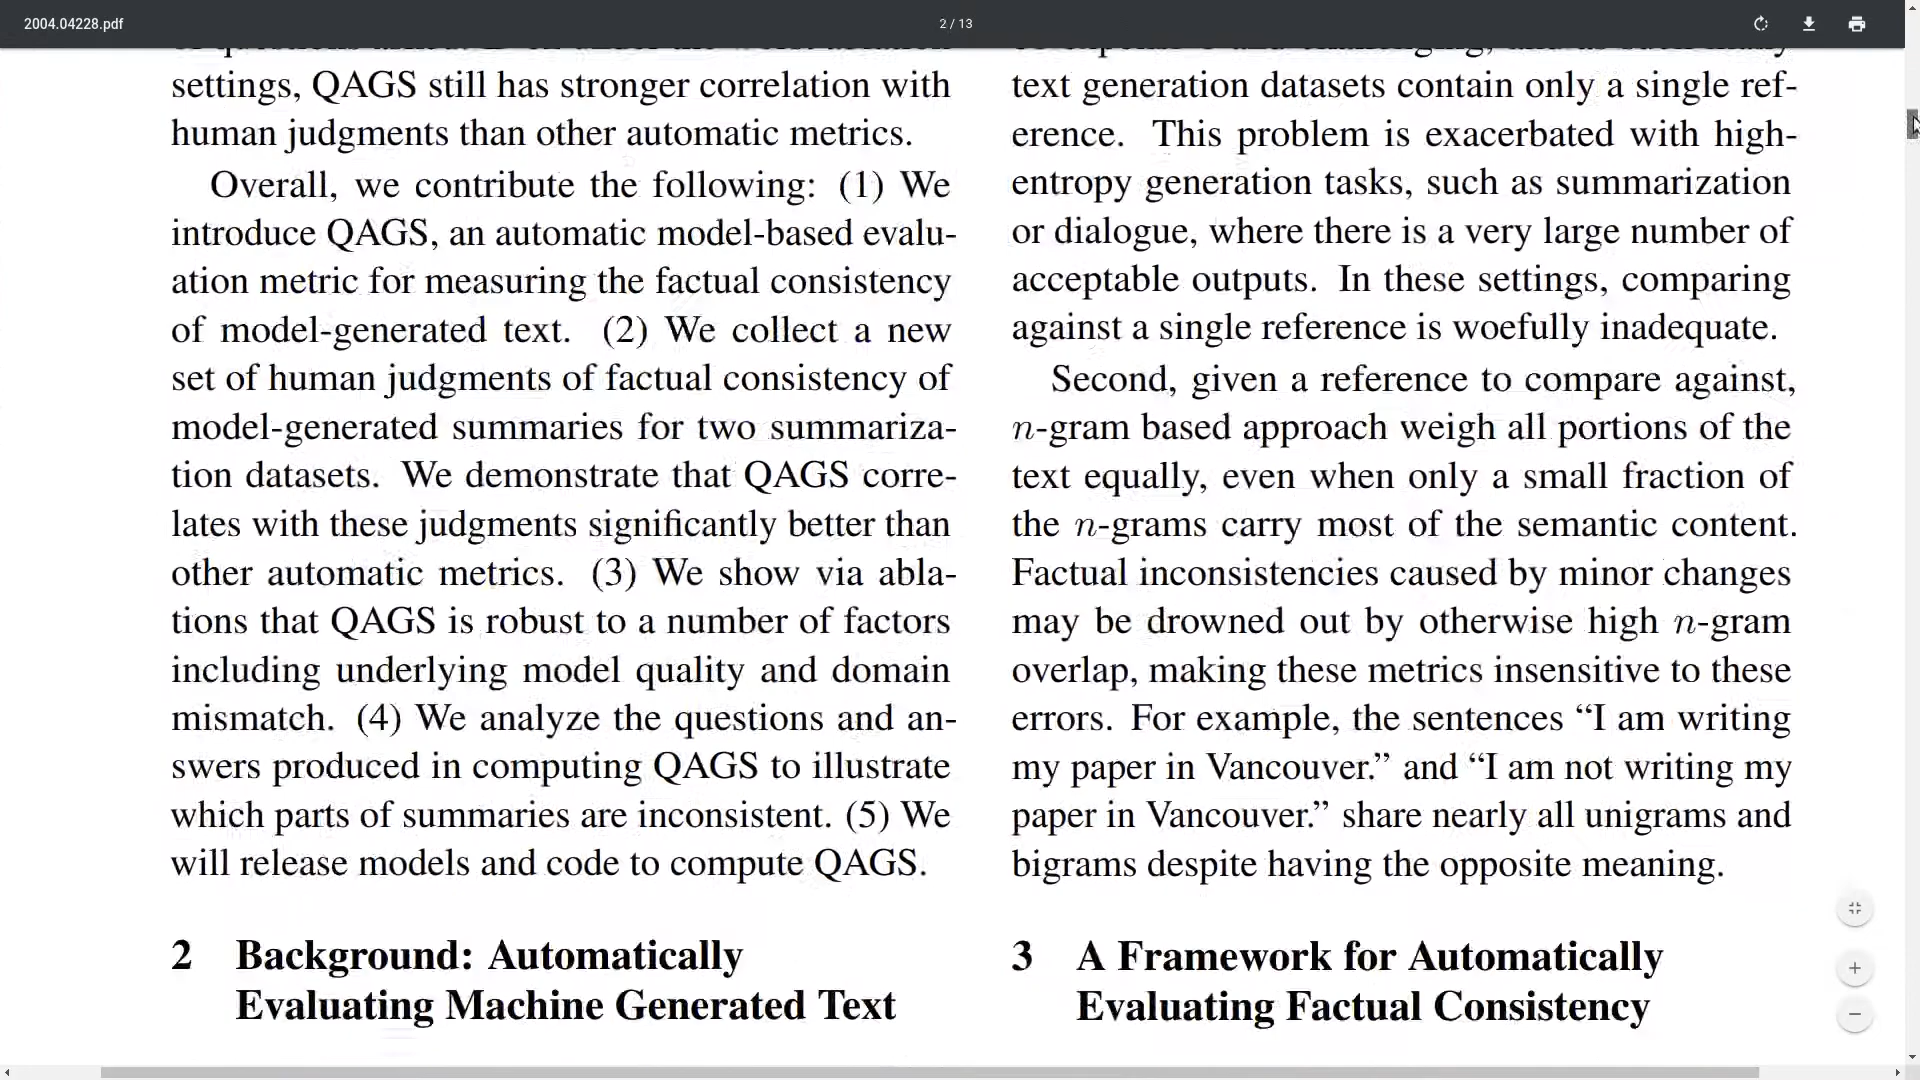 2004.04228.pdf
2 / 13
settings, QAGS still has stronger correlation with
human judgments than other automatic metrics.
Overall, we contribute the following: (1) We
introduce QAGS, an automatic model-based evalu-
ation metric for measuring the factual consistency
of model-generated text. (2) We collect a new
set of human judgments of factual consistency of
model-generated summaries for two summariza-
tion datasets. We demonstrate that QAGS corre-
lates with these judgments significantly better than
other automatic metrics. (3) We show via abla-
tions that QAGS is robust to a number of factors
including underlying model quality and domain
mismatch. (4) We analyze the questions and an-
swers produced in computing QAGS to illustrate
which parts of summaries are inconsistent. (5) We
will release models and code to compute QAGS.
2 Background: Automatically
Evaluating Machine Generated Text
text generation datasets contain only a single ref-
erence. This problem is exacerbated with high-
entropy generation tasks, such as summarization
or dialogue, where there is a very large number of
acceptable outputs. In these settings, comparing
against a single reference is woefully inadequate.
Second, given a reference to compare against,
n-gram based approach weigh all portions of the
text equally, even when only a small fraction of
the n-grams carry most of the semantic content.
Factual inconsistencies caused by minor changes
may be drowned out by otherwise high n-gram
overlap, making these metrics insensitive to these
errors. For example, the sentences “I am writing
my paper in Vancouver.” and “I am not writing my
paper in Vancouver.” share nearly all unigrams and
bigrams despite having the opposite meaning.
3 A Framework for Automatically
Evaluating Factual Consistency